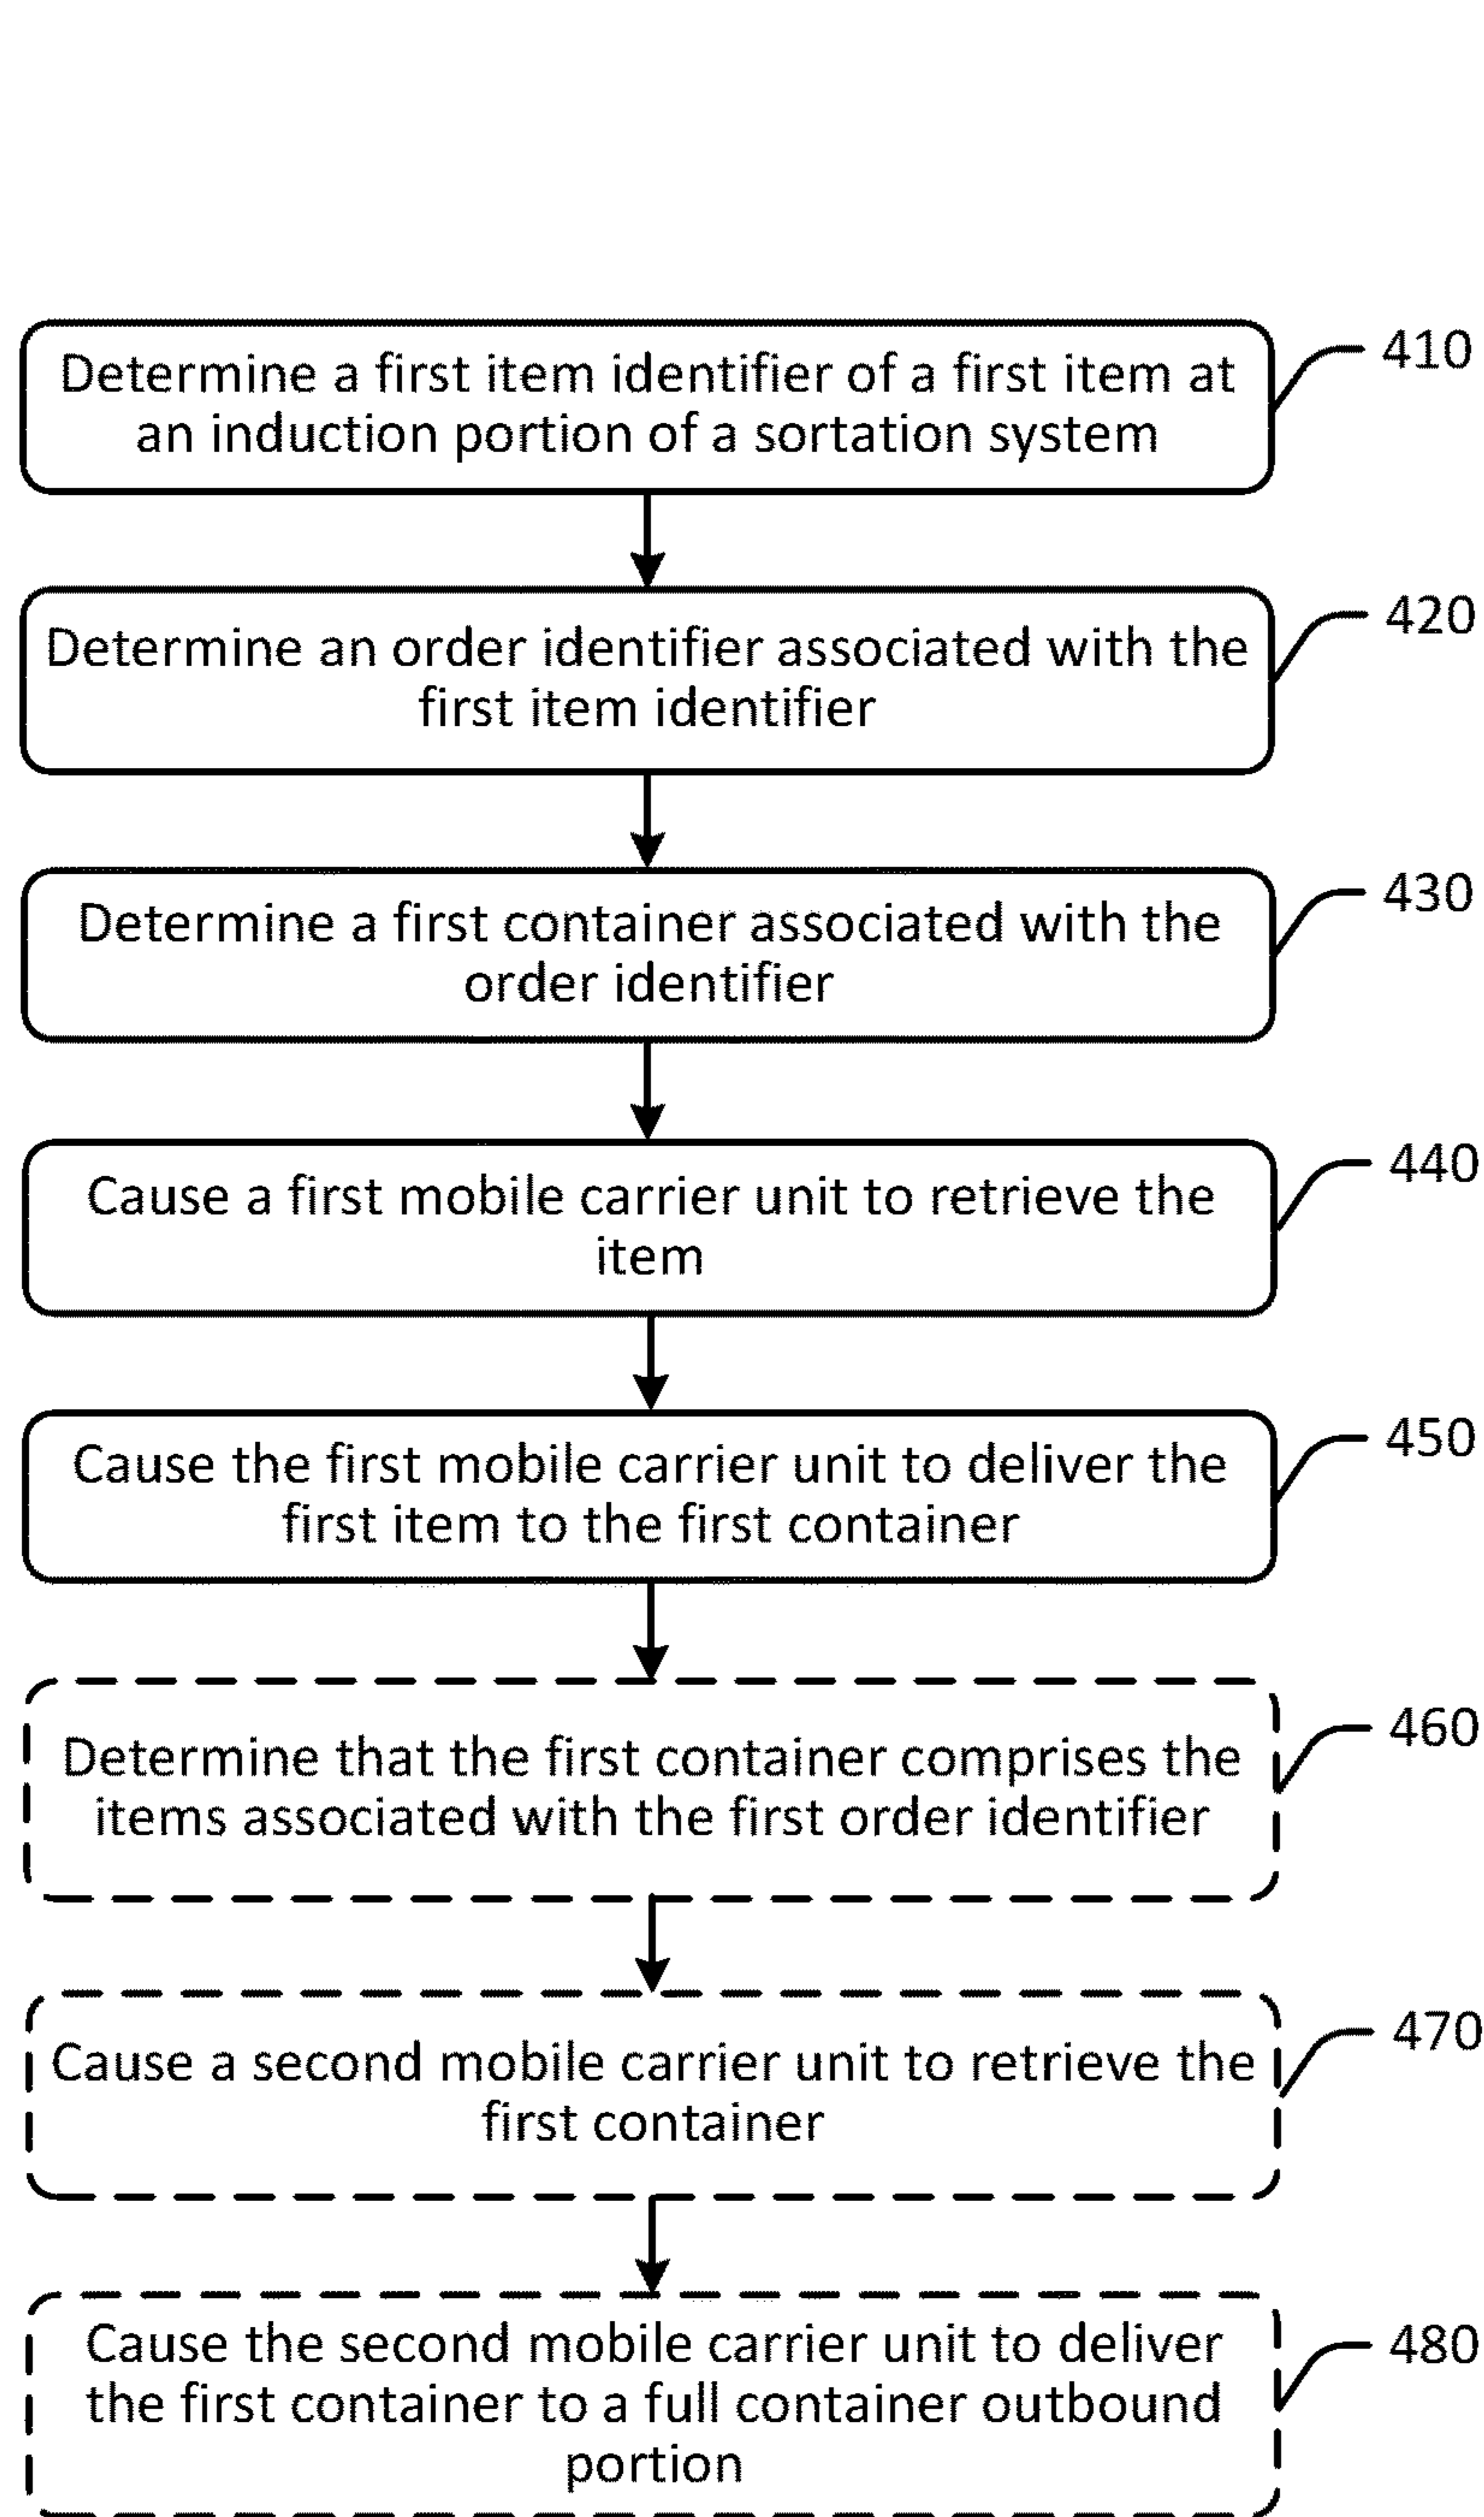 Determine a first item identifier of a first item at
an induction portion of a sortation system
410
Determine an order identifier associated with the
first item identifier
420
Determine a first container associated with the
order identifier
430
Cause a first mobile carrier unit to retrieve the
item
440
Cause the first mobile carrier unit to deliver the
first item to the first container
450
Determine that the first container comprises the
items associated with the first order identifier
460
Cause a second mobile carrier unit to retrieve the
first container
470
Cause the second mobile carrier unit to deliver
the first container to a full container outbound
portion
480